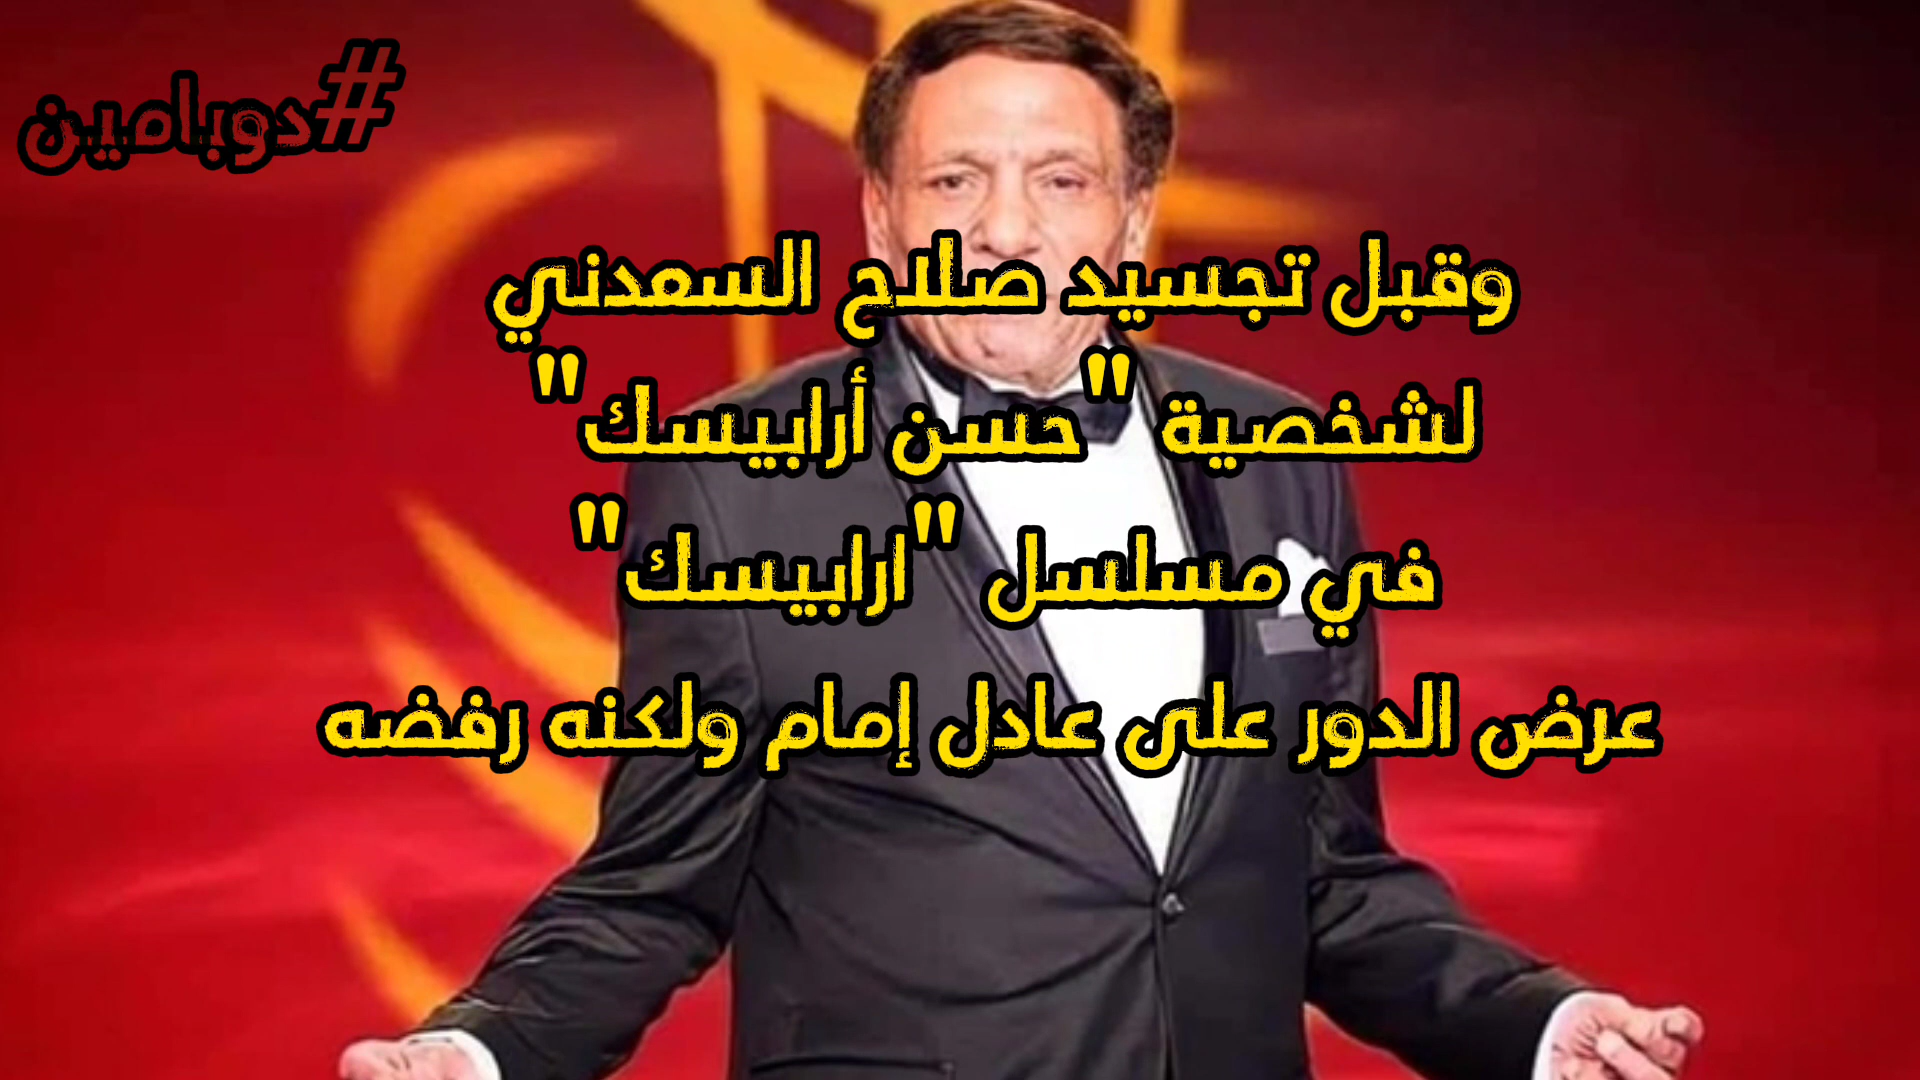 #دوبامين
وقبل تجسيد صلاح السعدني
لشخصية "حسن أرابيسك"
في مسلسل "ارابيسك"
عرض الدور على عادل إمام ولكنه رفضه